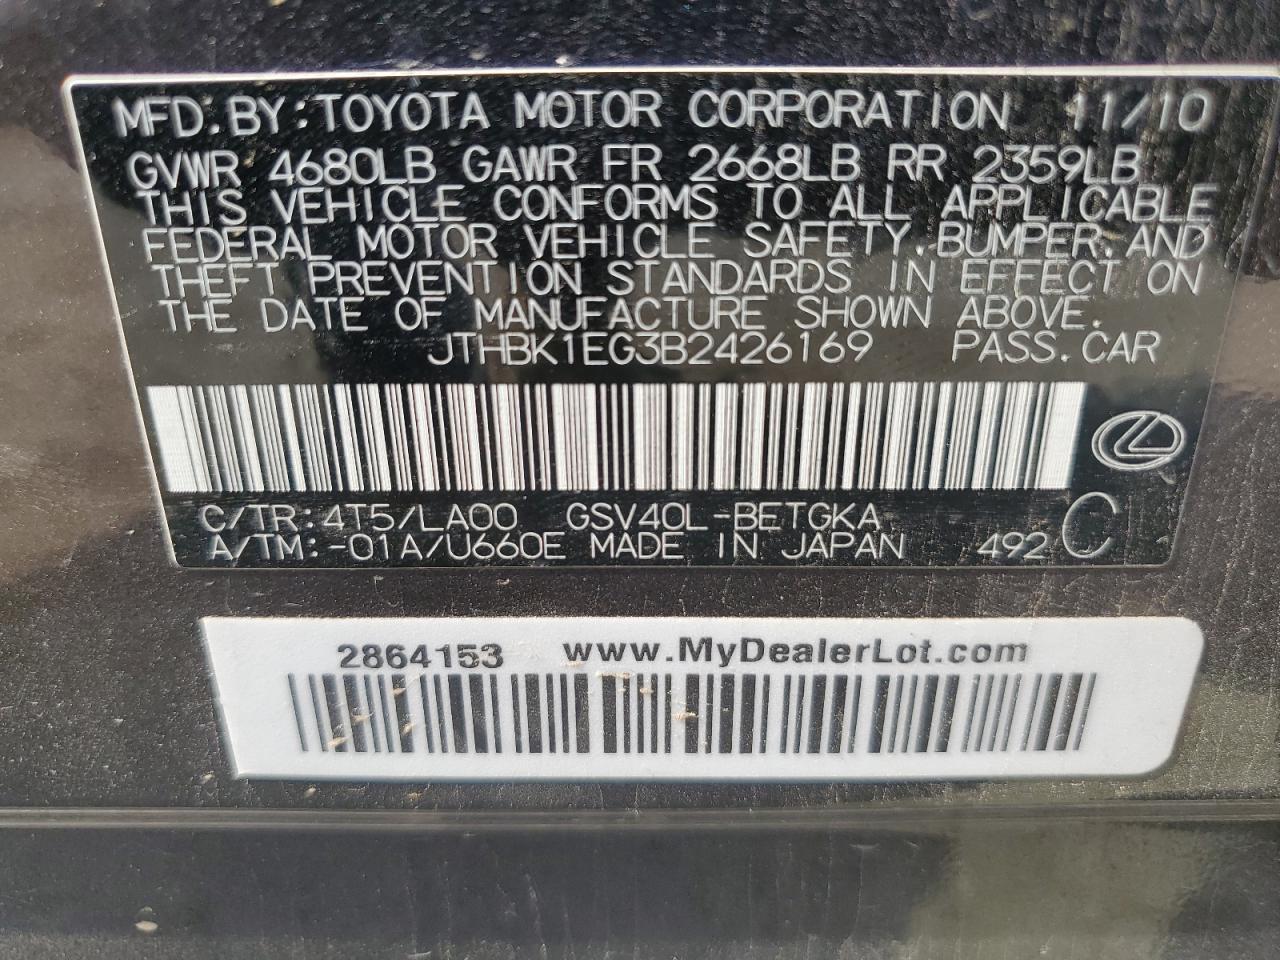 MFD.BY:TOYOTA MOTOR CORPORATION 11/10
GVWR 4680LB GAWR FR 2668LB RR 2359LB
THIS VEHICLE CONFORMS TO ALL APPLICABLE
FEDERAL MOTOR VEHICLE SAFETY,BUMPER,AND
THEFT PREVENTION STANDARDS IN EFFECT ON
THE DATE OF MANUFACTURE SHOWN ABOVE.
JTHBK1EG3B2426169 PASS.CAR
C/TR:4T5/LA00 GSV40L-BETGKA
A/TM:-01A/U660E MADE IN JAPAN 492 C
2864153 www.MyDealerLot.com